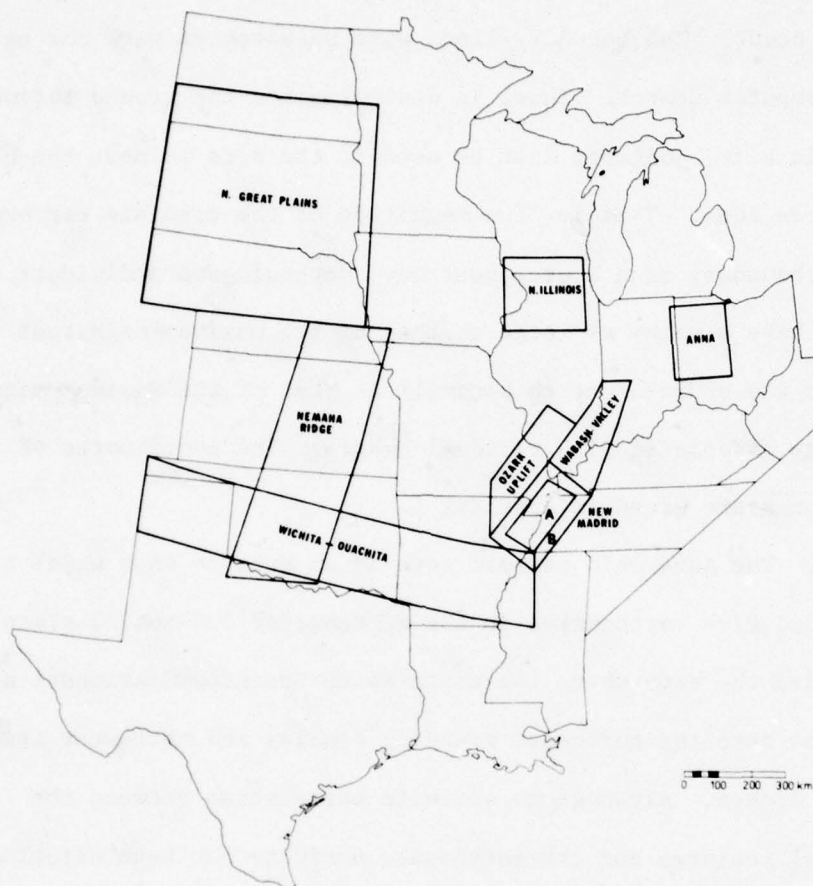 N. GREAT PLAINS
N. ILLINOIS
ANNA
NEMAHA
RIDGE
OZARK
UPLIFT
WABASH VALLEY
A
B
NEW
MADRID
WICHITA - OUACHITA
0 100 200 300 km